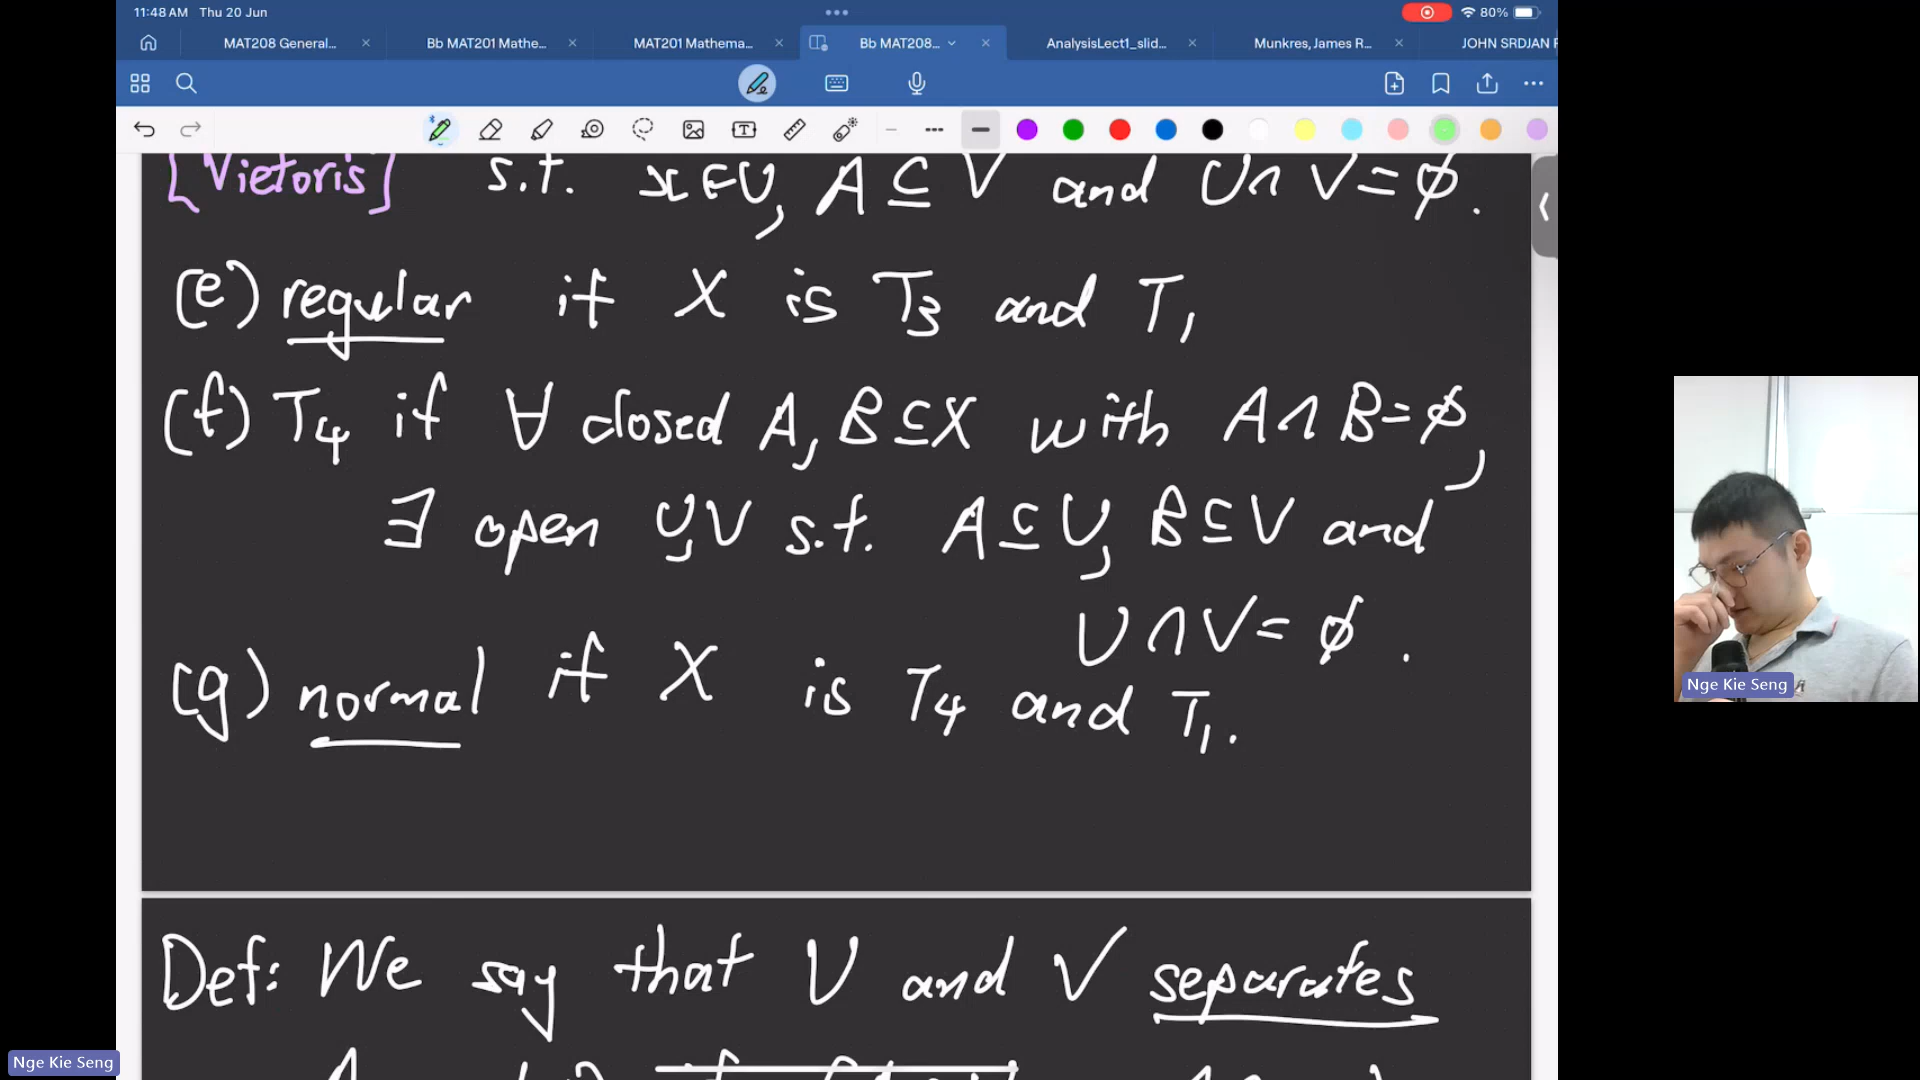 11:48 AM Thu 20 Jun
80%
MAT208 General...
Bb MAT201 Mathe...
MAT201 Mathema...
Bb MAT208...
AnalysisLect1_slid...
Munkres, James R...
JOHN SRDJAN
[Vietoris] s.t. x∈U, A ⊆ V and U∩V=∅.
(e) regular if X is T₃ and T₁
(f) T₄ if ∀ closed A, B⊆X with A∩B=∅,
∃ open U,V s.t. A⊆U, B⊆V and
U∩V=∅.
(g) normal if X is T₄ and T₁.
Def: We say that U and V separates
Nge Kie Seng
Nge Kie Seng